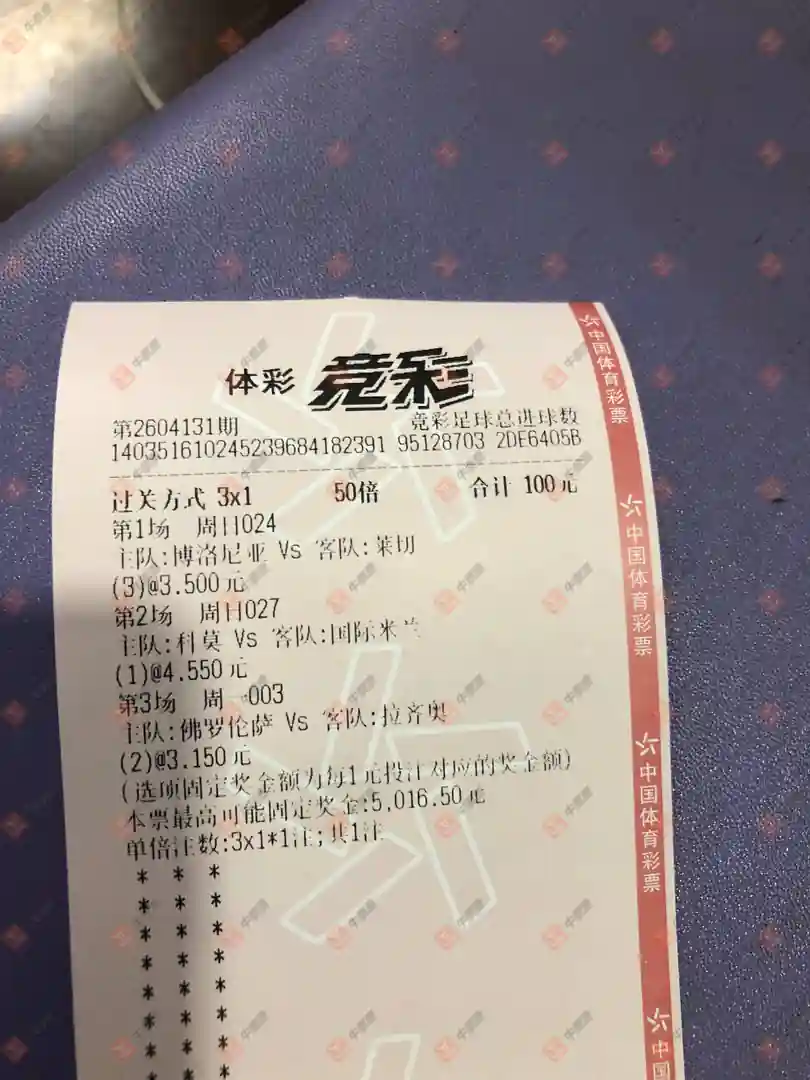 体彩 竞彩
第2604131期 竞彩足球总进球数
140351610245239684182391 95128703 2DE6405B
过关方式 3x1 50倍 合计 100元
第1场 周日024
主队:博洛尼亚 Vs 客队:莱切
(3)@3.500元
第2场 周日027
主队:科莫 Vs 客队:国际米兰
(1)@4.550元
第3场 周一003
主队:佛罗伦萨 Vs 客队:拉齐奥
(2)@3.150元
(选项固定奖金额为每1元投注对应的奖金额)
本票最高可能固定奖金:5,016.50元
单倍注数:3x1*1注;共1注
* * *
* * *
* * *
* * *
* * *
* * *
* * *
* * *
中国体育彩票
中国体育彩票
中国体育彩票
中国